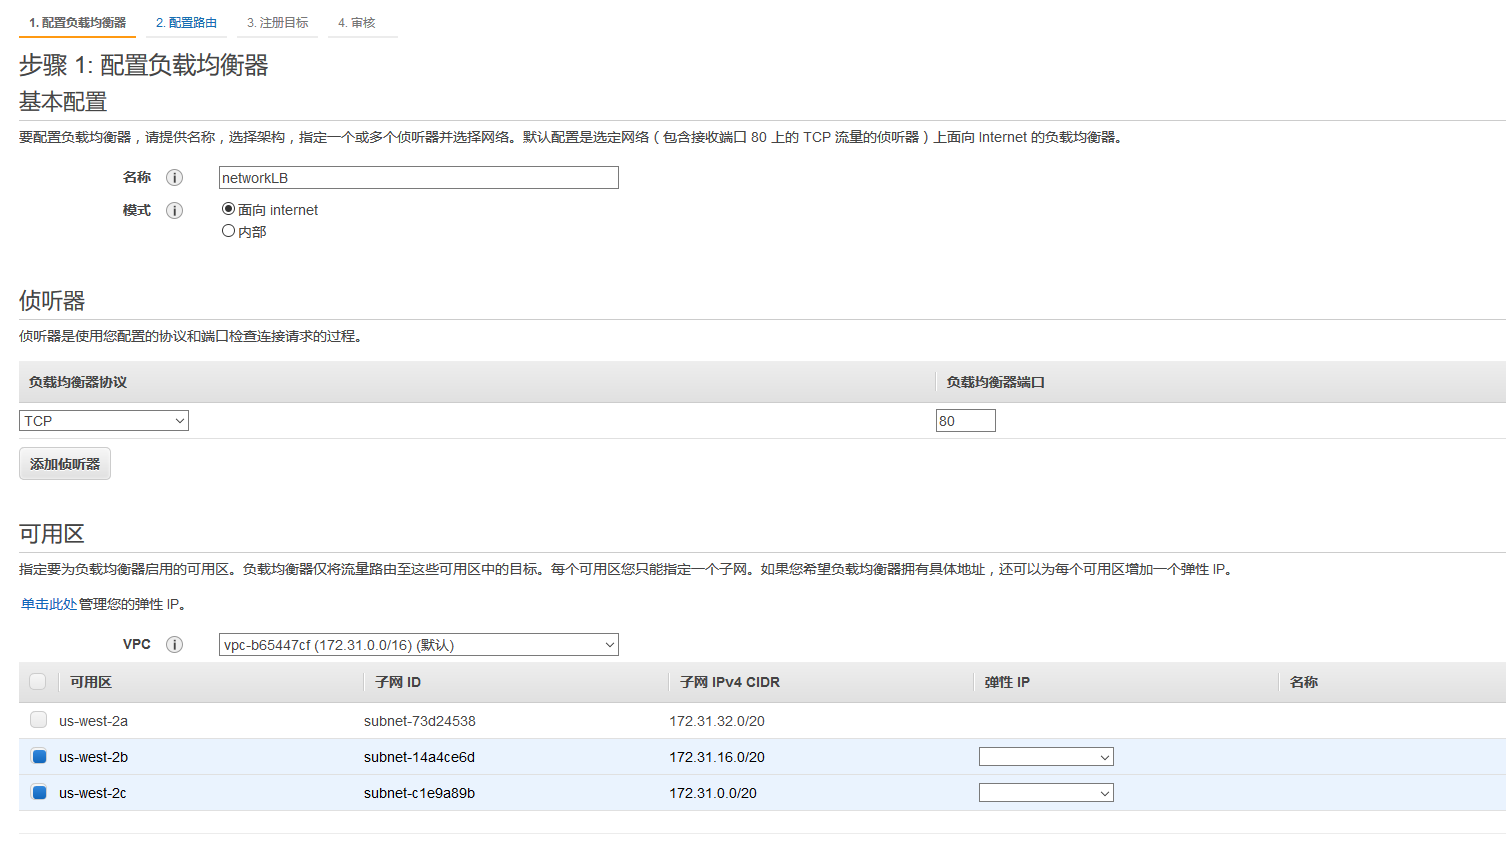 1. 配置负载均衡器 2. 配置路由 3. 注册目标 4. 审核
步骤 1: 配置负载均衡器
基本配置
要配置负载均衡器，请提供名称，选择架构，指定一个或多个侦听器并选择网络。默认配置是选定网络（包含接收端口 80 上的 TCP 流量的侦听器）上面向 Internet 的负载均衡器。
名称 i networkLB
模式 i 面向 internet
内部
侦听器
侦听器是使用您配置的协议和端口检查连接请求的过程。
负载均衡器协议 负载均衡器端口
TCP 80
添加侦听器
可用区
指定要为负载均衡器启用的可用区。负载均衡器仅将流量路由至这些可用区中的目标。每个可用区您只能指定一个子网。如果您希望负载均衡器拥有具体地址，还可以为每个可用区增加一个弹性 IP。
单击此处管理您的弹性 IP。
VPC i vpc-b65447cf (172.31.0.0/16) (默认)
可用区 子网 ID 子网 IPv4 CIDR 弹性 IP 名称
us-west-2a subnet-73d24538 172.31.32.0/20
us-west-2b subnet-14a4ce6d 172.31.16.0/20
us-west-2c subnet-c1e9a89b 172.31.0.0/20